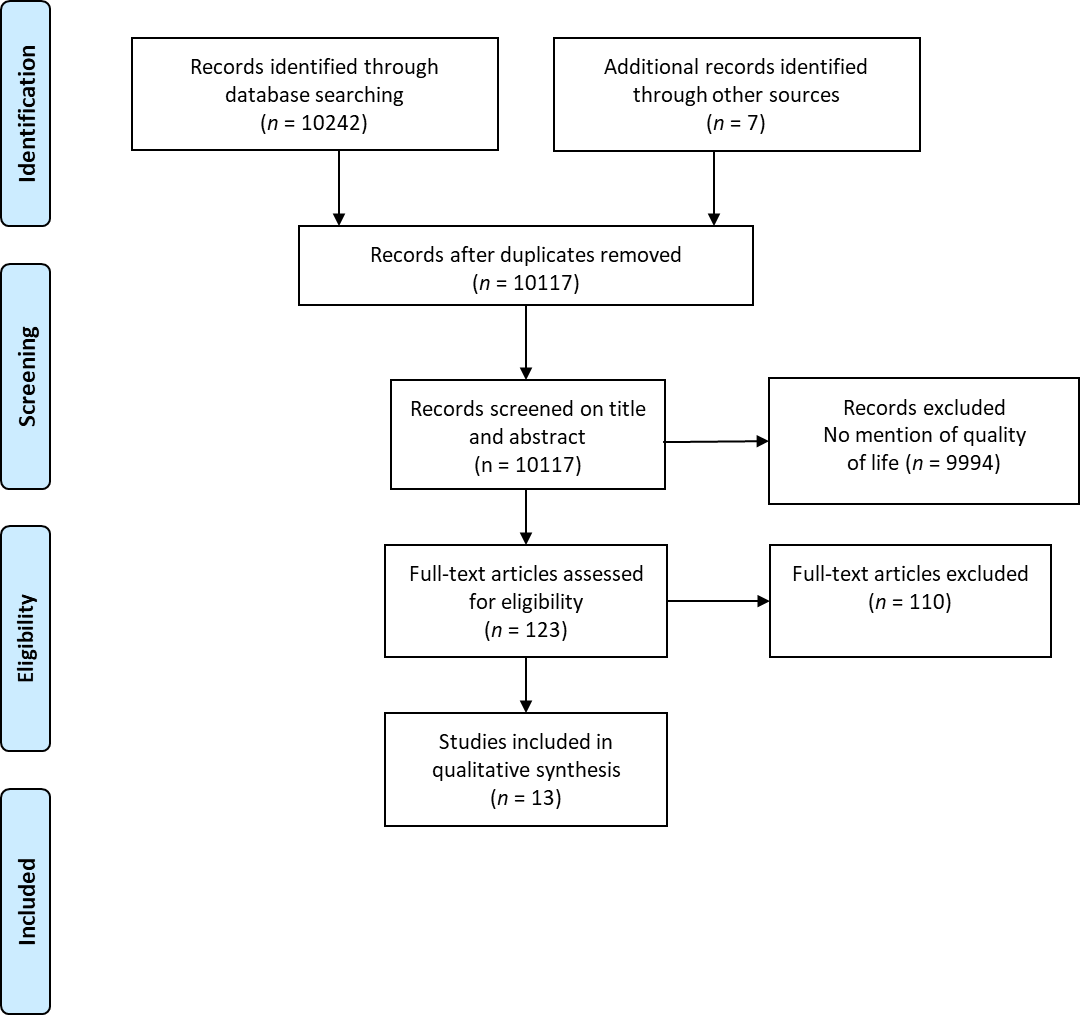 Identification
Records identified through
database searching
(n = 10242)
Additional records identified
through other sources
(n = 7)
Records after duplicates removed
(n = 10117)
Screening
Records screened on title
and abstract
(n = 10117)
Records excluded
No mention of quality
of life (n = 9994)
Eligibility
Full-text articles assessed
for eligibility
(n = 123)
Full-text articles excluded
(n = 110)
Studies included in
qualitative synthesis
(n = 13)
Included